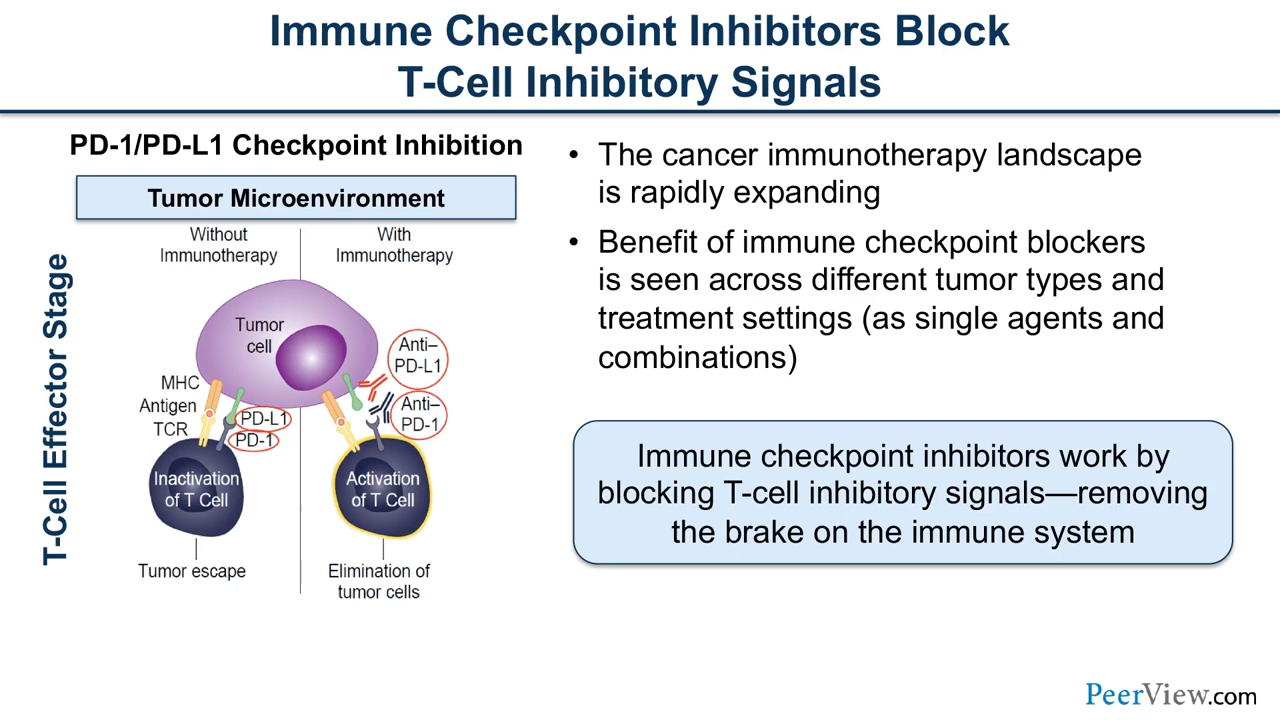 Immune Checkpoint Inhibitors Block
T-Cell Inhibitory Signals
PD-1/PD-L1 Checkpoint Inhibition
Tumor Microenvironment
T-Cell Effector Stage
Without
Immunotherapy
With
Immunotherapy
Tumor
cell
Anti–
PD-L1
MHC
Antigen
TCR
PD-L1
PD-1
Anti–
PD-1
Inactivation
of T Cell
Activation
of T Cell
Tumor escape
Elimination of
tumor cells
• The cancer immunotherapy landscape
is rapidly expanding
• Benefit of immune checkpoint blockers
is seen across different tumor types and
treatment settings (as single agents and
combinations)
Immune checkpoint inhibitors work by
blocking T-cell inhibitory signals—removing
the brake on the immune system
PeerView.com